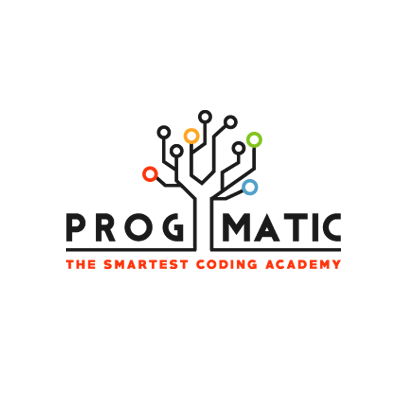 PROG MATIC
THE SMARTEST CODING ACADEMY